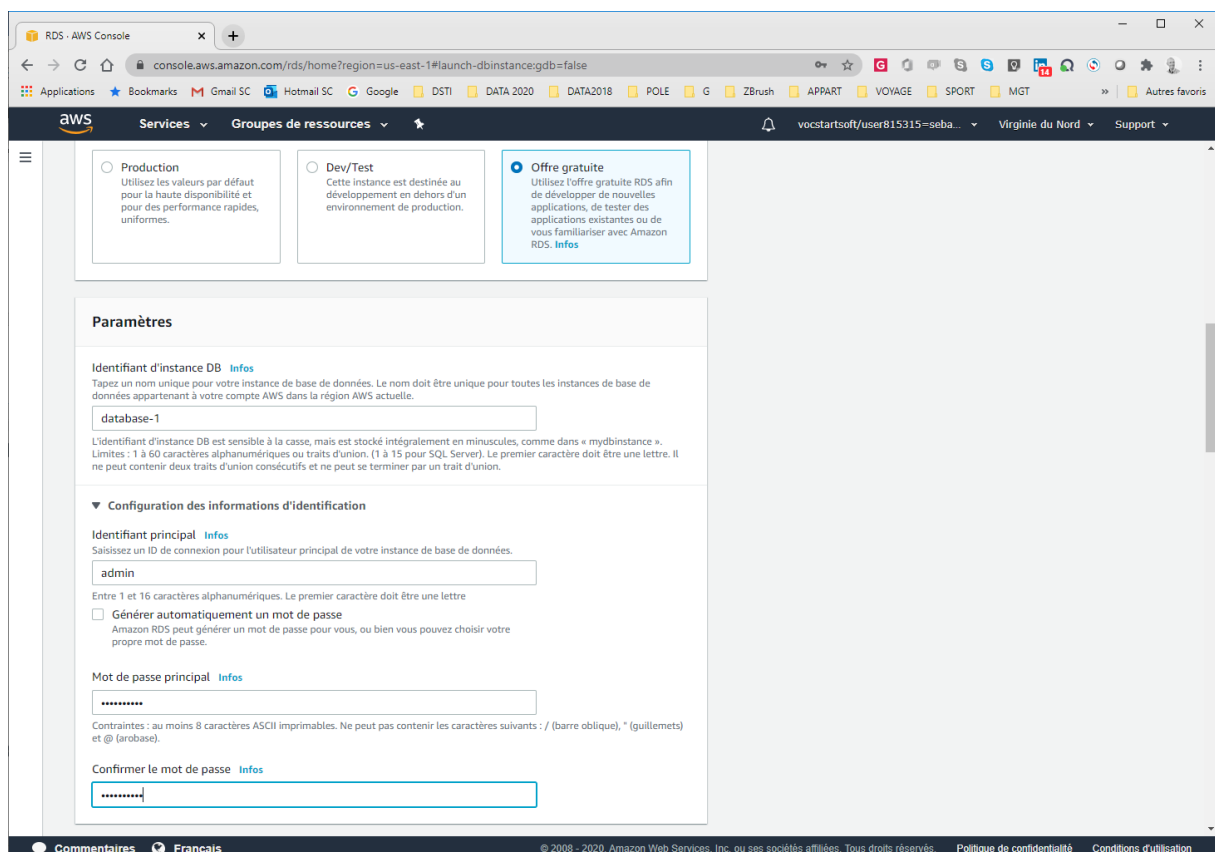 RDS · AWS Console
console.aws.amazon.com/rds/home?region=us-east-1#launch-dbinstance:gdb=false
G
14
Applications Bookmarks Gmail SC Hotmail SC Google DSTI DATA 2020 DATA2018 POLE G ZBrush APPART VOYAGE SPORT MGT » Autres favoris
aws Services Groupes de ressources vocstartsoft/user815315=seba... Virginie du Nord Support
Production
Utilisez les valeurs par défaut
pour la haute disponibilité et
pour des performance rapides,
uniformes.
Dev/Test
Cette instance est destinée au
développement en dehors d'un
environnement de production.
Offre gratuite
Utilisez l'offre gratuite RDS afin
de développer de nouvelles
applications, de tester des
applications existantes ou de
vous familiariser avec Amazon
RDS. Infos
Paramètres
Identifiant d'instance DB Infos
Tapez un nom unique pour votre instance de base de données. Le nom doit être unique pour toutes les instances de base de
données appartenant à votre compte AWS dans la région AWS actuelle.
database-1
L'identifiant d'instance DB est sensible à la casse, mais est stocké intégralement en minuscules, comme dans « mydbinstance ».
Limites : 1 à 60 caractères alphanumériques ou traits d'union. (1 à 15 pour SQL Server). Le premier caractère doit être une lettre. Il
ne peut contenir deux traits d'union consécutifs et ne peut se terminer par un trait d'union.
Configuration des informations d'identification
Identifiant principal Infos
Saisissez un ID de connexion pour l'utilisateur principal de votre instance de base de données.
admin
Entre 1 et 16 caractères alphanumériques. Le premier caractère doit être une lettre
Générer automatiquement un mot de passe
Amazon RDS peut générer un mot de passe pour vous, ou bien vous pouvez choisir votre
propre mot de passe.
Mot de passe principal Infos
••••••••••
Contraintes : au moins 8 caractères ASCII imprimables. Ne peut pas contenir les caractères suivants : / (barre oblique), " (guillemets)
et @ (arobase).
Confirmer le mot de passe Infos
••••••••••
Commentaires Français © 2008 - 2020, Amazon Web Services, Inc. ou ses sociétés affiliées. Tous droits réservés. Politique de confidentialité Conditions d'utilisation